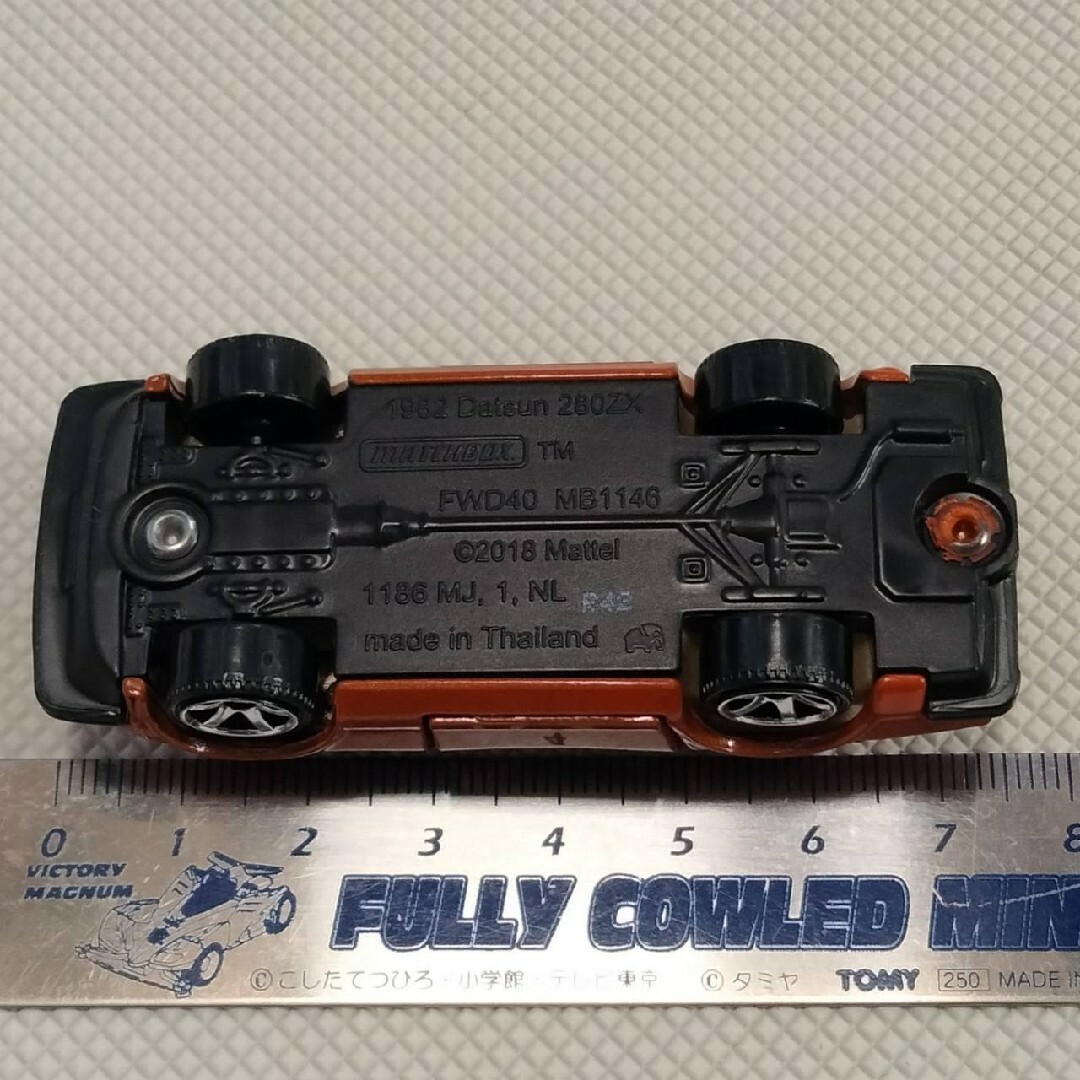 1982 Datsun 280ZX
MATCHBOX TM
FWD40 MB1146
©2018 Mattel
1186 MJ, 1, NL
made in Thailand
0 1 2 3 4 5 6 7 8
VICTORY
MAGNUM
FULLY COWLED MIN
©こしたてつひろ・小学館・テレビ東京 ©タミヤ TOMY 250 MADE IN